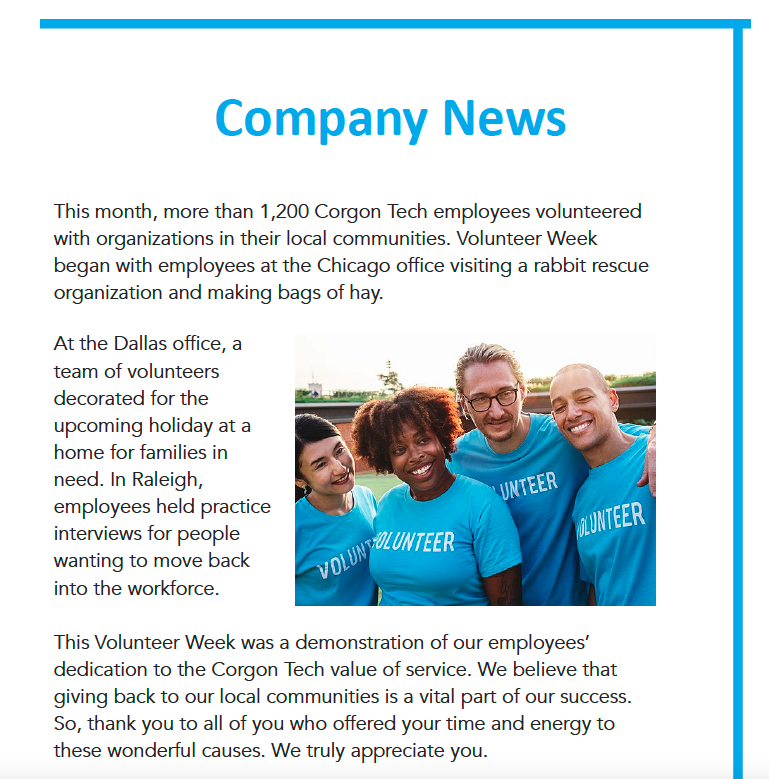 Company News
This month, more than 1,200 Corgon Tech employees volunteered
with organizations in their local communities. Volunteer Week
began with employees at the Chicago office visiting a rabbit rescue
organization and making bags of hay.
At the Dallas office, a
team of volunteers
decorated for the
upcoming holiday at a
home for families in
need. In Raleigh,
employees held practice
interviews for people
wanting to move back
into the workforce.
VOLUNT
VOLUNTEER
UNTEER
OLUNTEER
This Volunteer Week was a demonstration of our employees’
dedication to the Corgon Tech value of service. We believe that
giving back to our local communities is a vital part of our success.
So, thank you to all of you who offered your time and energy to
these wonderful causes. We truly appreciate you.